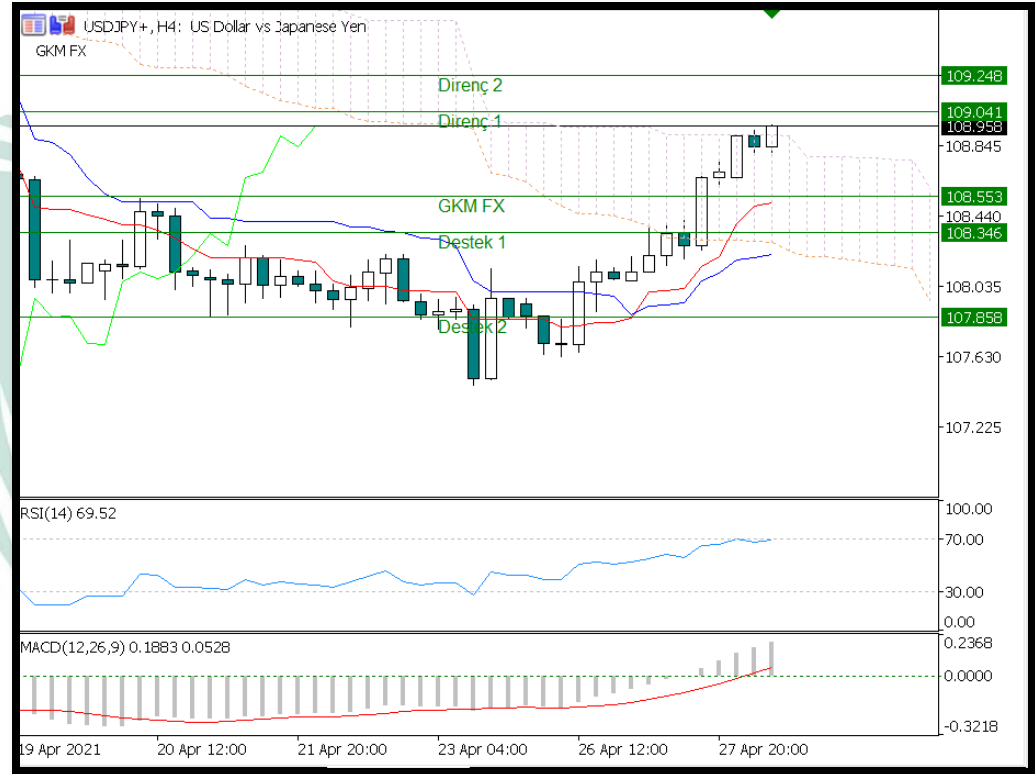 USDJPY+, H4: US Dollar vs Japanese Yen
GKM FX
109.248
Direnç 2
109.041
Direnç 1
108.958
108.845
108.553
GKM FX
108.440
108.346
Destek 1
108.035
107.858
Destek 2
107.630
107.225
RSI(14) 69.52
100.00
70.00
30.00
0.00
MACD(12,26,9) 0.1883 0.0528
0.2368
0.0000
-0.3218
19 Apr 2021
20 Apr 12:00
21 Apr 20:00
23 Apr 04:00
26 Apr 12:00
27 Apr 20:00